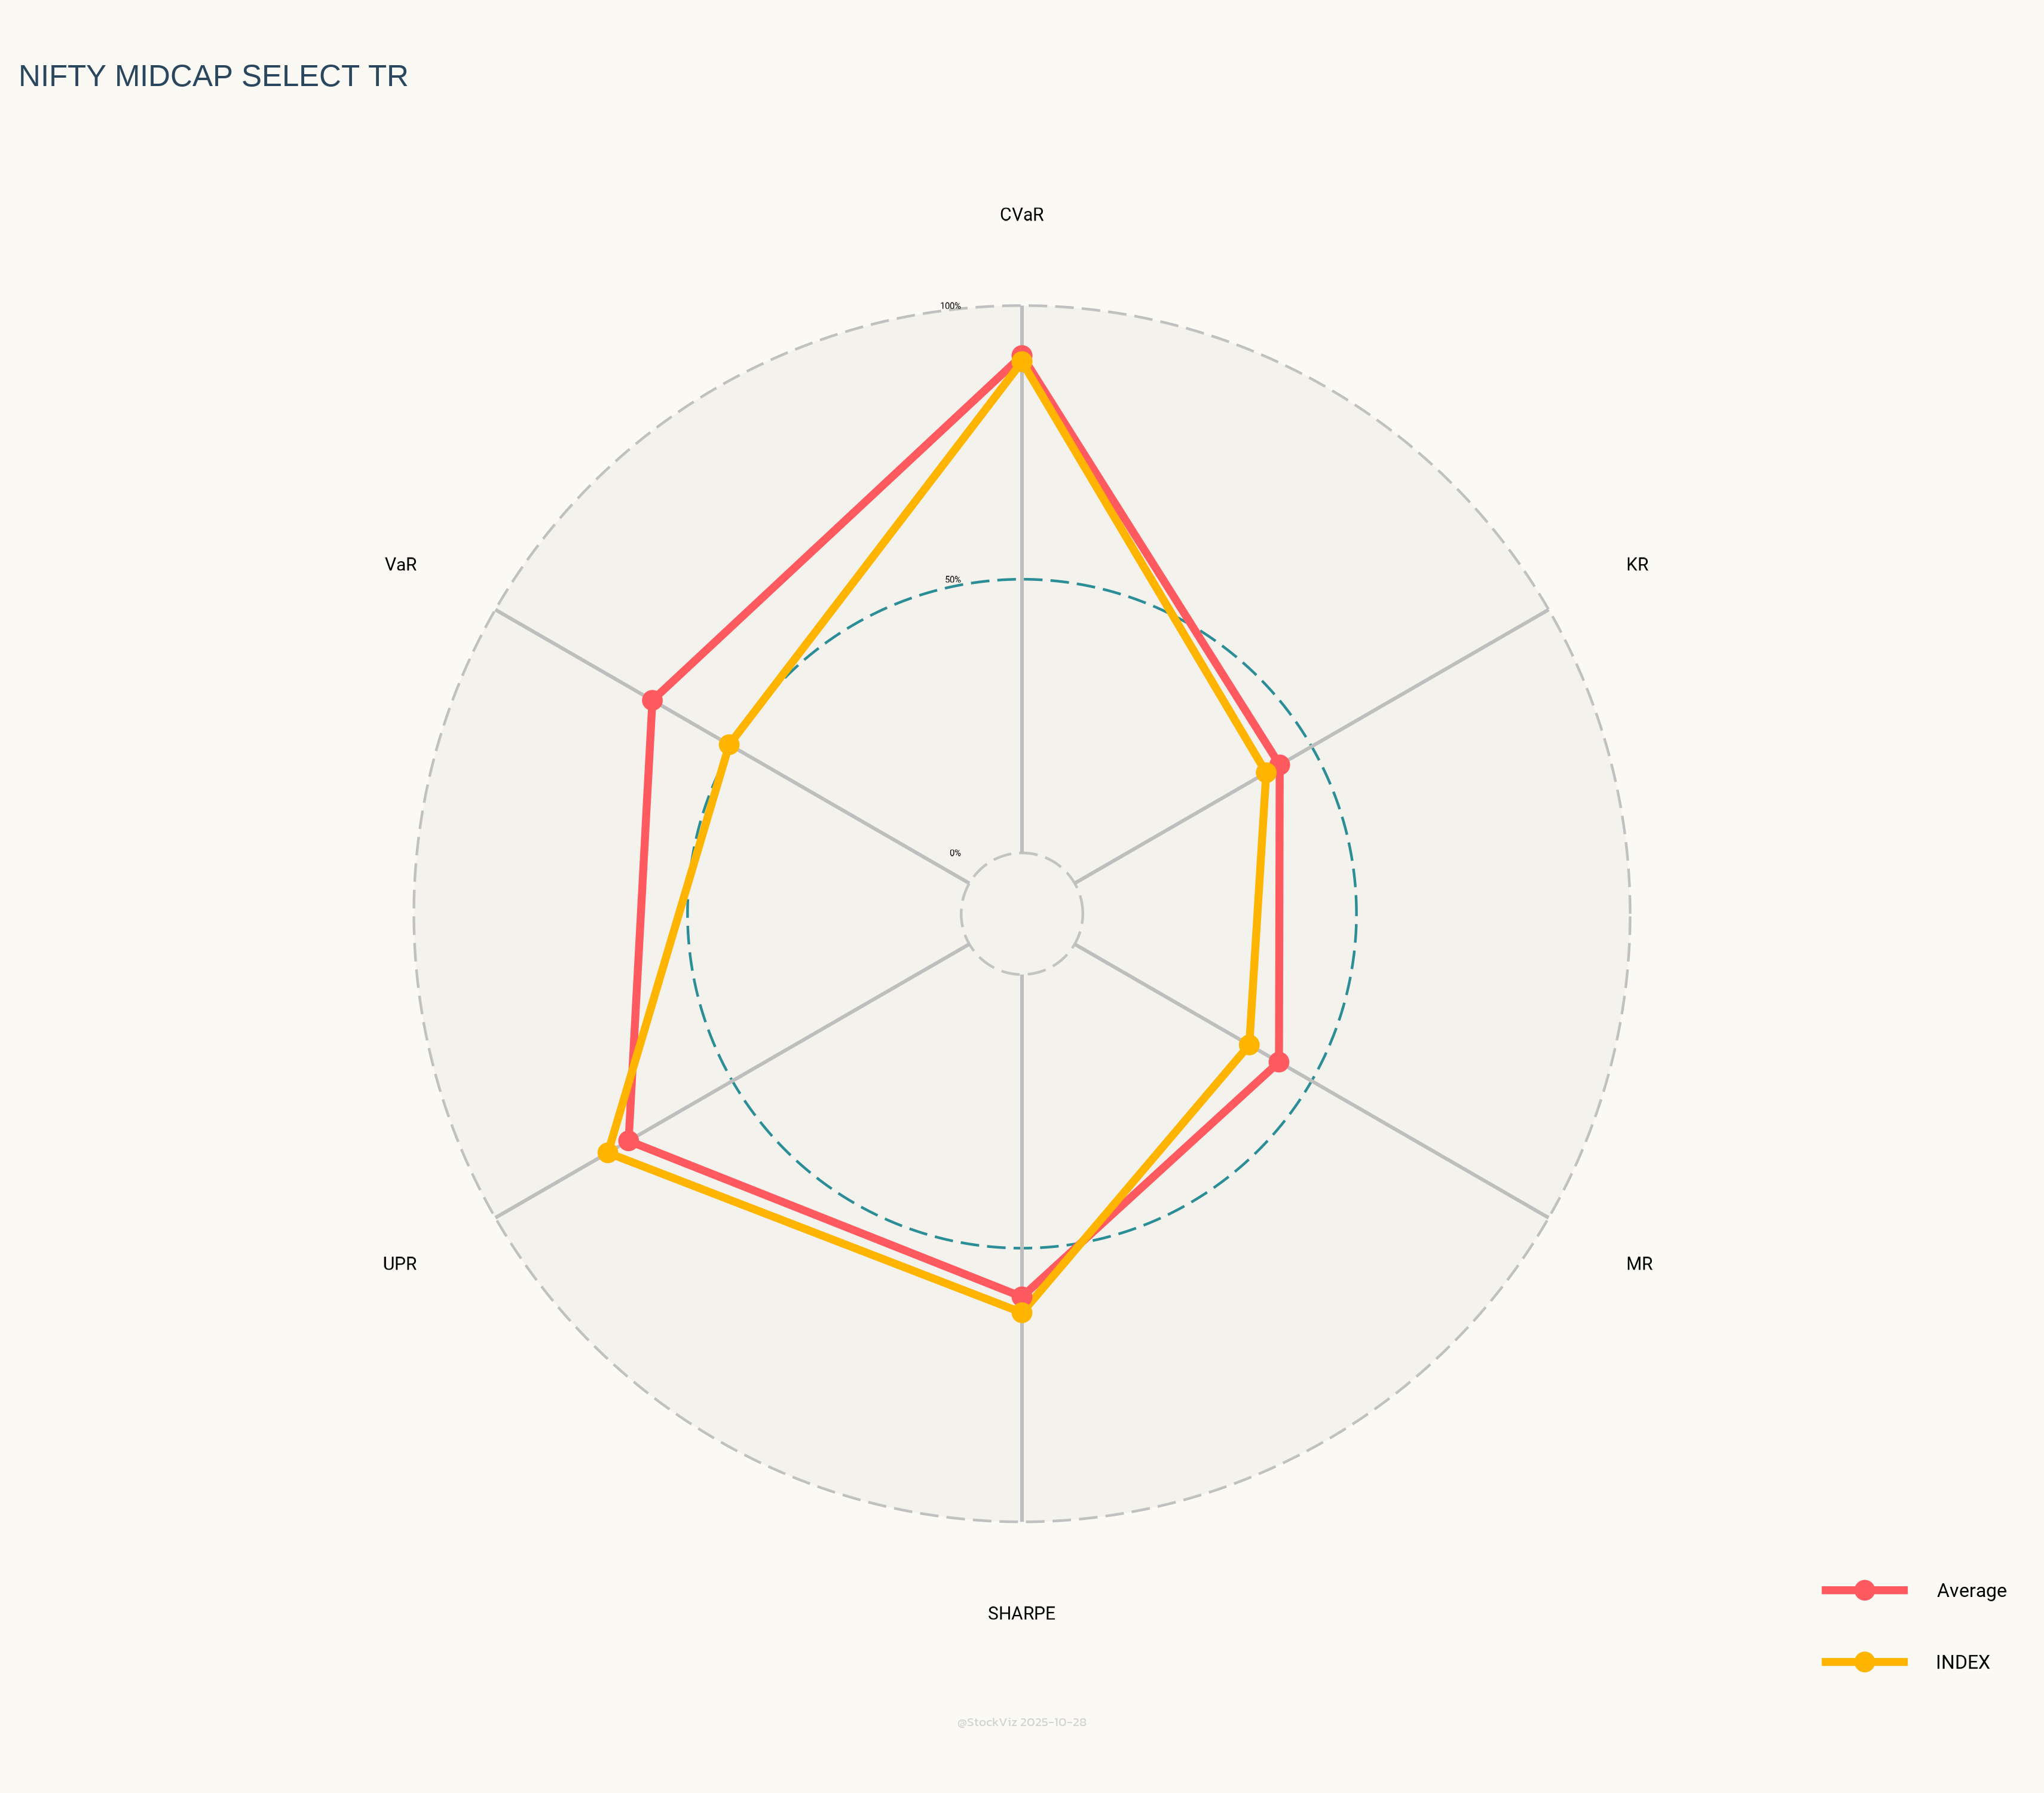 NIFTY MIDCAP SELECT TR
CVaR
100%
VaR
KR
50%
0%
UPR
MR
SHARPE
Average
INDEX
@StockViz 2025-10-28